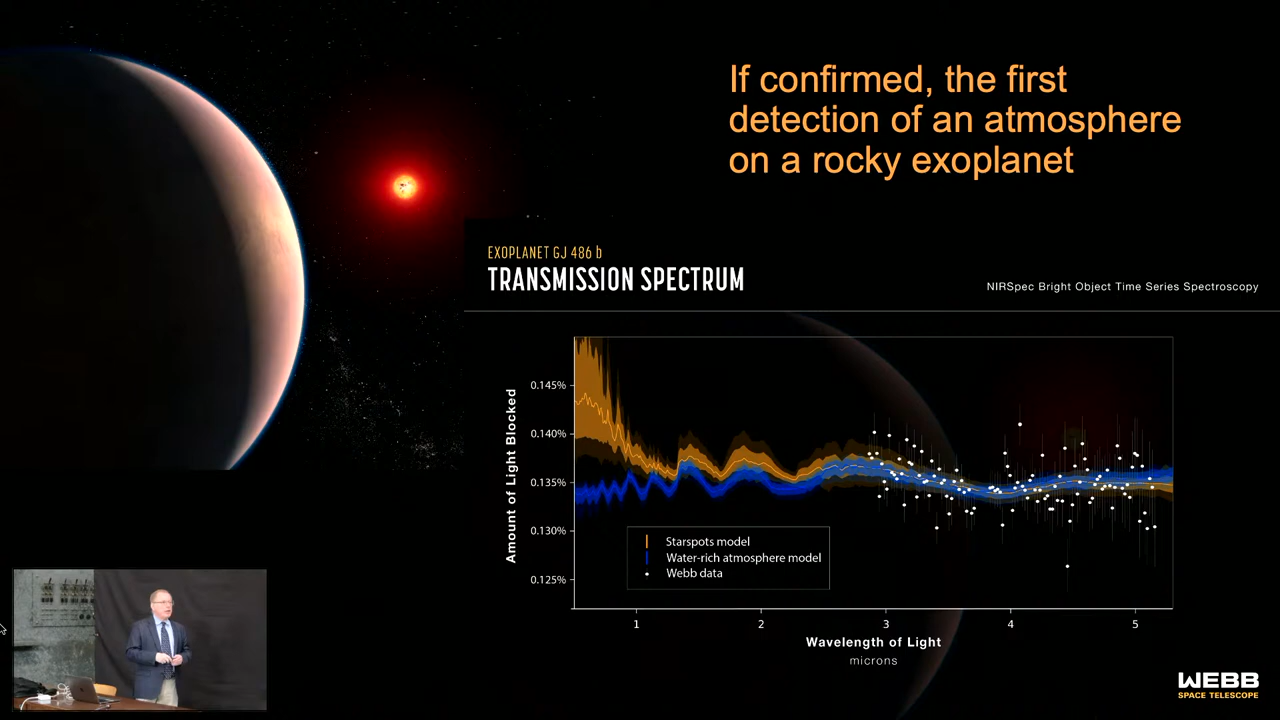 If confirmed, the first
detection of an atmosphere
on a rocky exoplanet
EXOPLANET GJ 486 b
TRANSMISSION SPECTRUM
NIRSpec Bright Object Time Series Spectroscopy
Amount of Light Blocked
0.145%
0.140%
0.135%
0.130%
0.125%
Starspots model
Water-rich atmosphere model
Webb data
1 2 3 4 5
Wavelength of Light
microns
WEBB
SPACE TELESCOPE